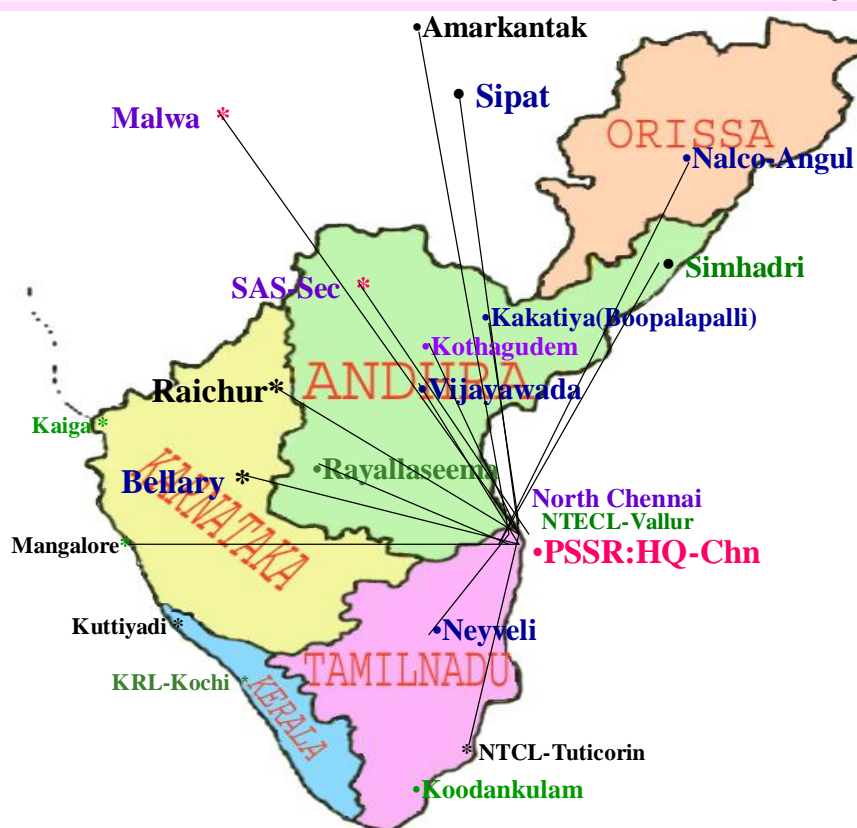 •Amarkantak
• Sipat
Malwa *
ORISSA
•Nalco-Angul
• Simhadri
SAS-Sec *
•Kakatiya(Boopalapalli)
•Kothagudem
ANDHRA
•Vijayawada
Raichur*
Kaiga *
•Rayallaseema
Bellary *
KARNATAKA
North Chennai
NTECL-Vallur
•PSSR:HQ-Chn
Mangalore*
Kuttiyadi *
•Neyveli
TAMILNADU
KRL-Kochi *
KERALA
* NTCL-Tuticorin
•Koodankulam